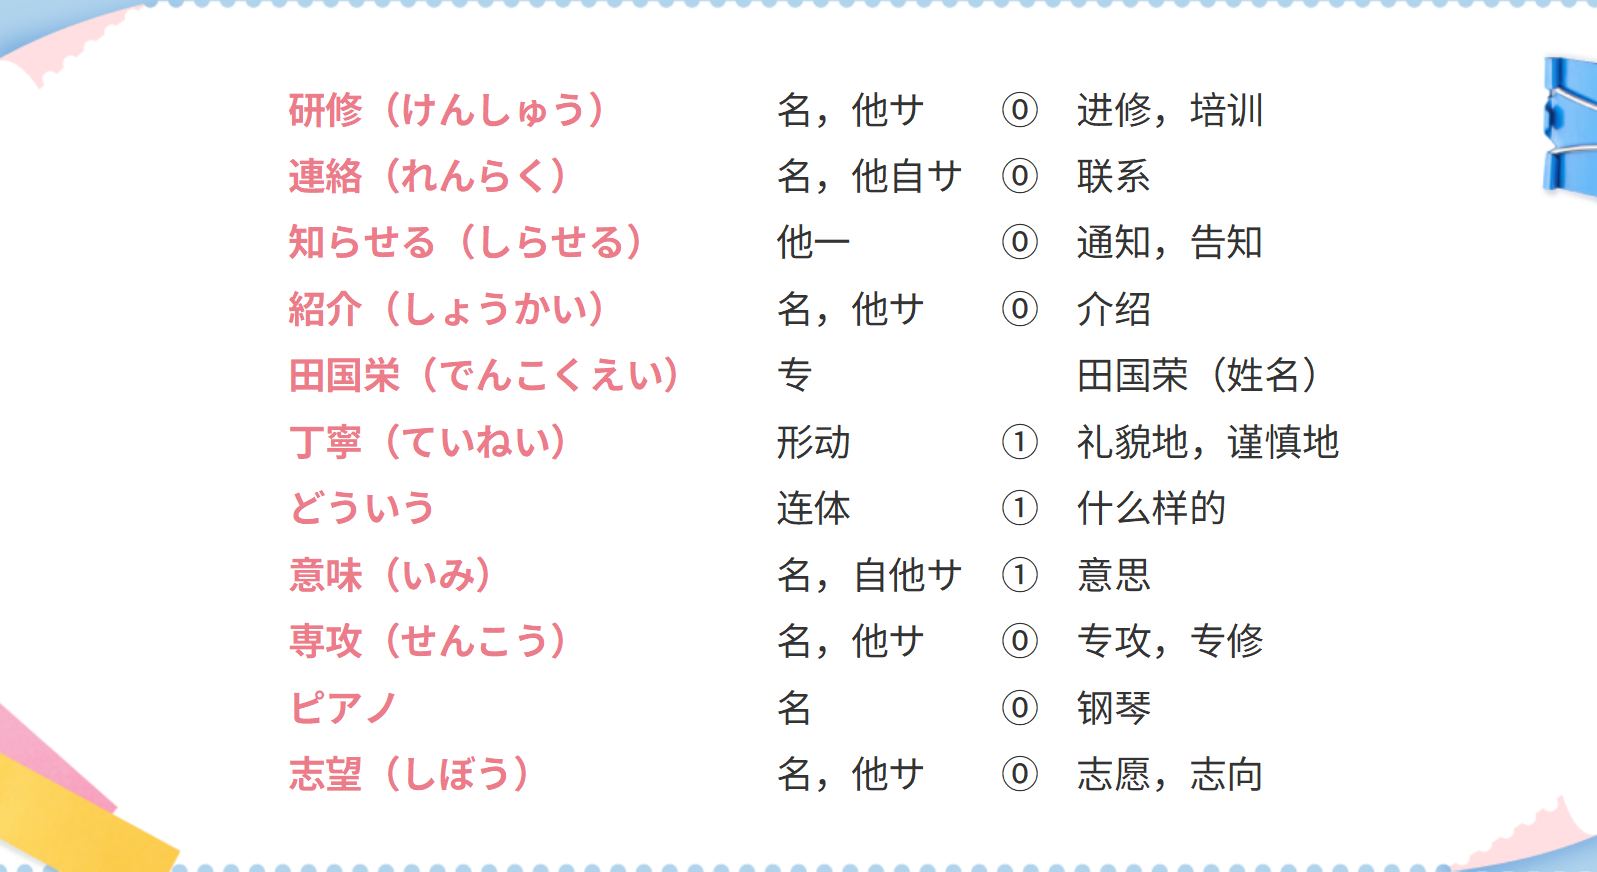 研修（けんしゅう） 名，他サ ⓪ 进修，培训
連絡（れんらく） 名，他自サ ⓪ 联系
知らせる（しらせる） 他一 ⓪ 通知，告知
紹介（しょうかい） 名，他サ ⓪ 介绍
田国栄（でんこくえい） 专 田国荣（姓名）
丁寧（ていねい） 形动 ① 礼貌地，谨慎地
どういう 连体 ① 什么样的
意味（いみ） 名，自他サ ① 意思
専攻（せんこう） 名，他サ ⓪ 专攻，专修
ピアノ 名 ⓪ 钢琴
志望（しぼう） 名，他サ ⓪ 志愿，志向